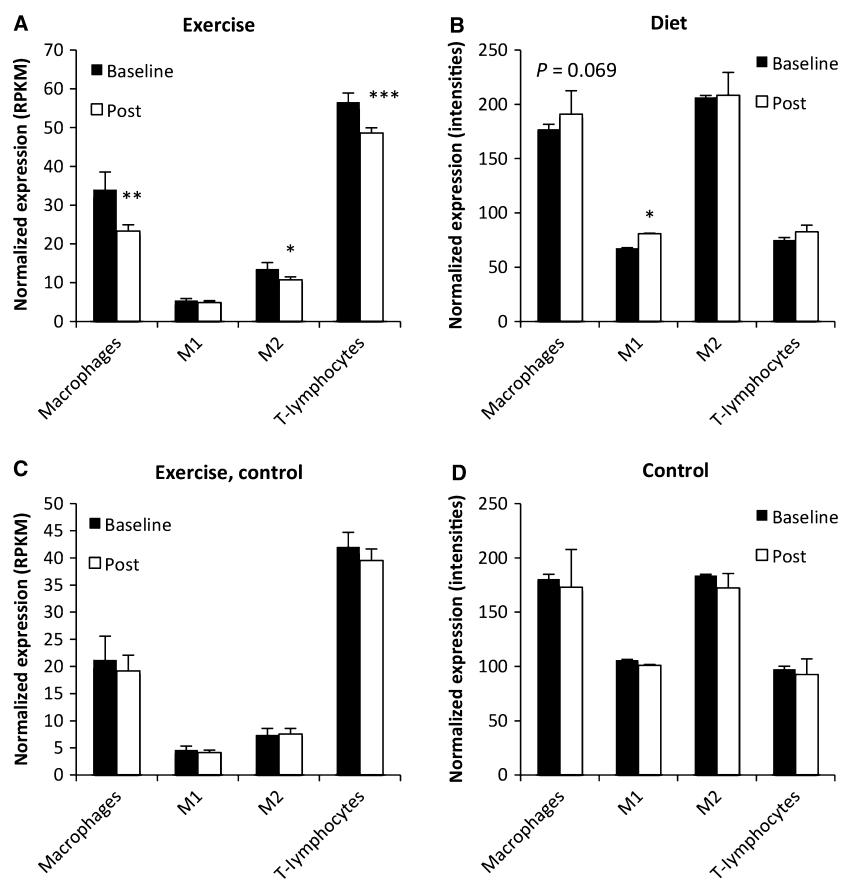 A
Exercise
Normalized expression (RPKM)
70
60
50
40
30
20
10
0
Baseline
Post
**
*
***
Macrophages
M1
M2
T-lymphocytes
B
Diet
Normalized expression (intensities)
250
200
150
100
50
0
P = 0.069
*
Baseline
Post
Macrophages
M1
M2
T-lymphocytes
C
Exercise, control
Normalized expression (RPKM)
50
45
40
35
30
25
20
15
10
5
0
Baseline
Post
Macrophages
M1
M2
T-lymphocytes
D
Control
Normalized expression (intensities)
250
200
150
100
50
0
Baseline
Post
Macrophages
M1
M2
T-lymphocytes